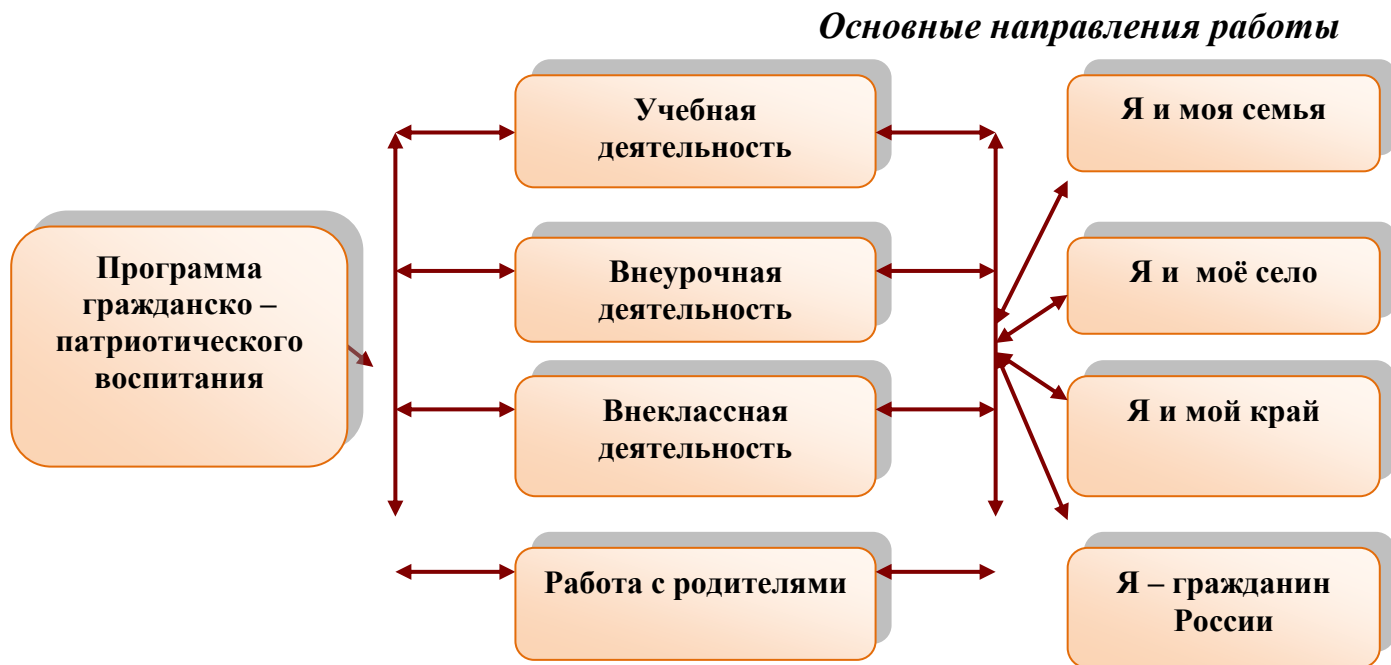 Основные направления работы
Программа
гражданско –
патриотического
воспитания
Учебная
деятельность
Внеурочная
деятельность
Внеклассная
деятельность
Работа с родителями
Я и моя семья
Я и  моё село
Я и мой край
Я – гражданин
России